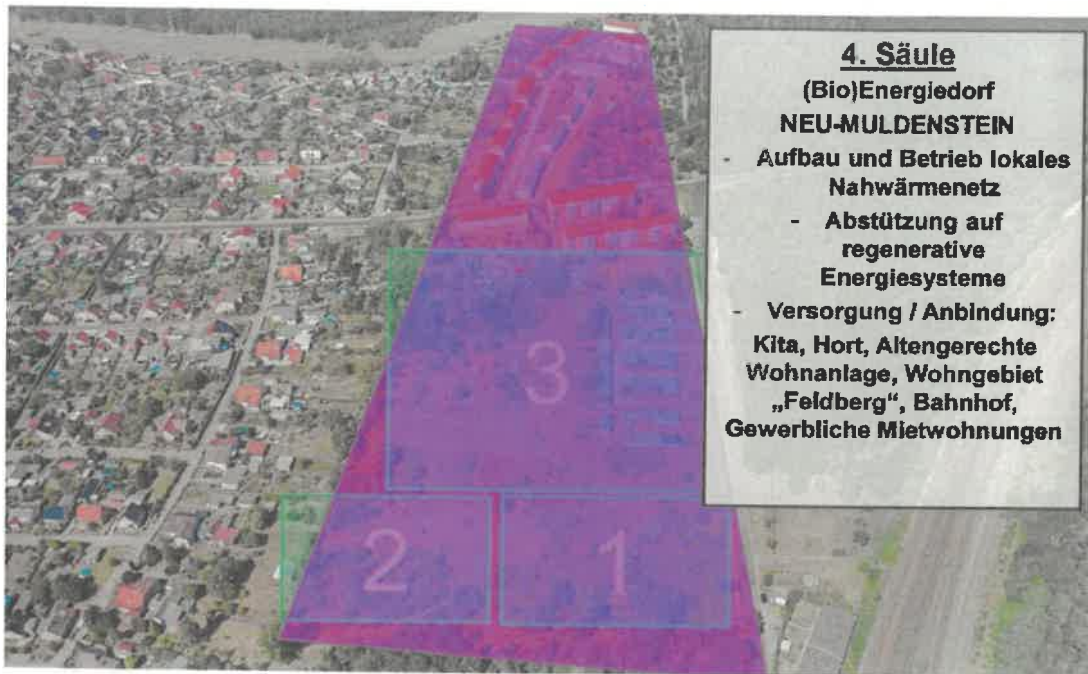 4. Säule
(Bio)Energiedorf
NEU-MULDENSTEIN
- Aufbau und Betrieb lokales
Nahwärmenetz
- Abstützung auf
regenerative
Energiesysteme
- Versorgung / Anbindung:
Kita, Hort, Altengerechte
Wohnanlage, Wohngebiet
„Feldberg“, Bahnhof,
Gewerbliche Mietwohnungen
3
2
1